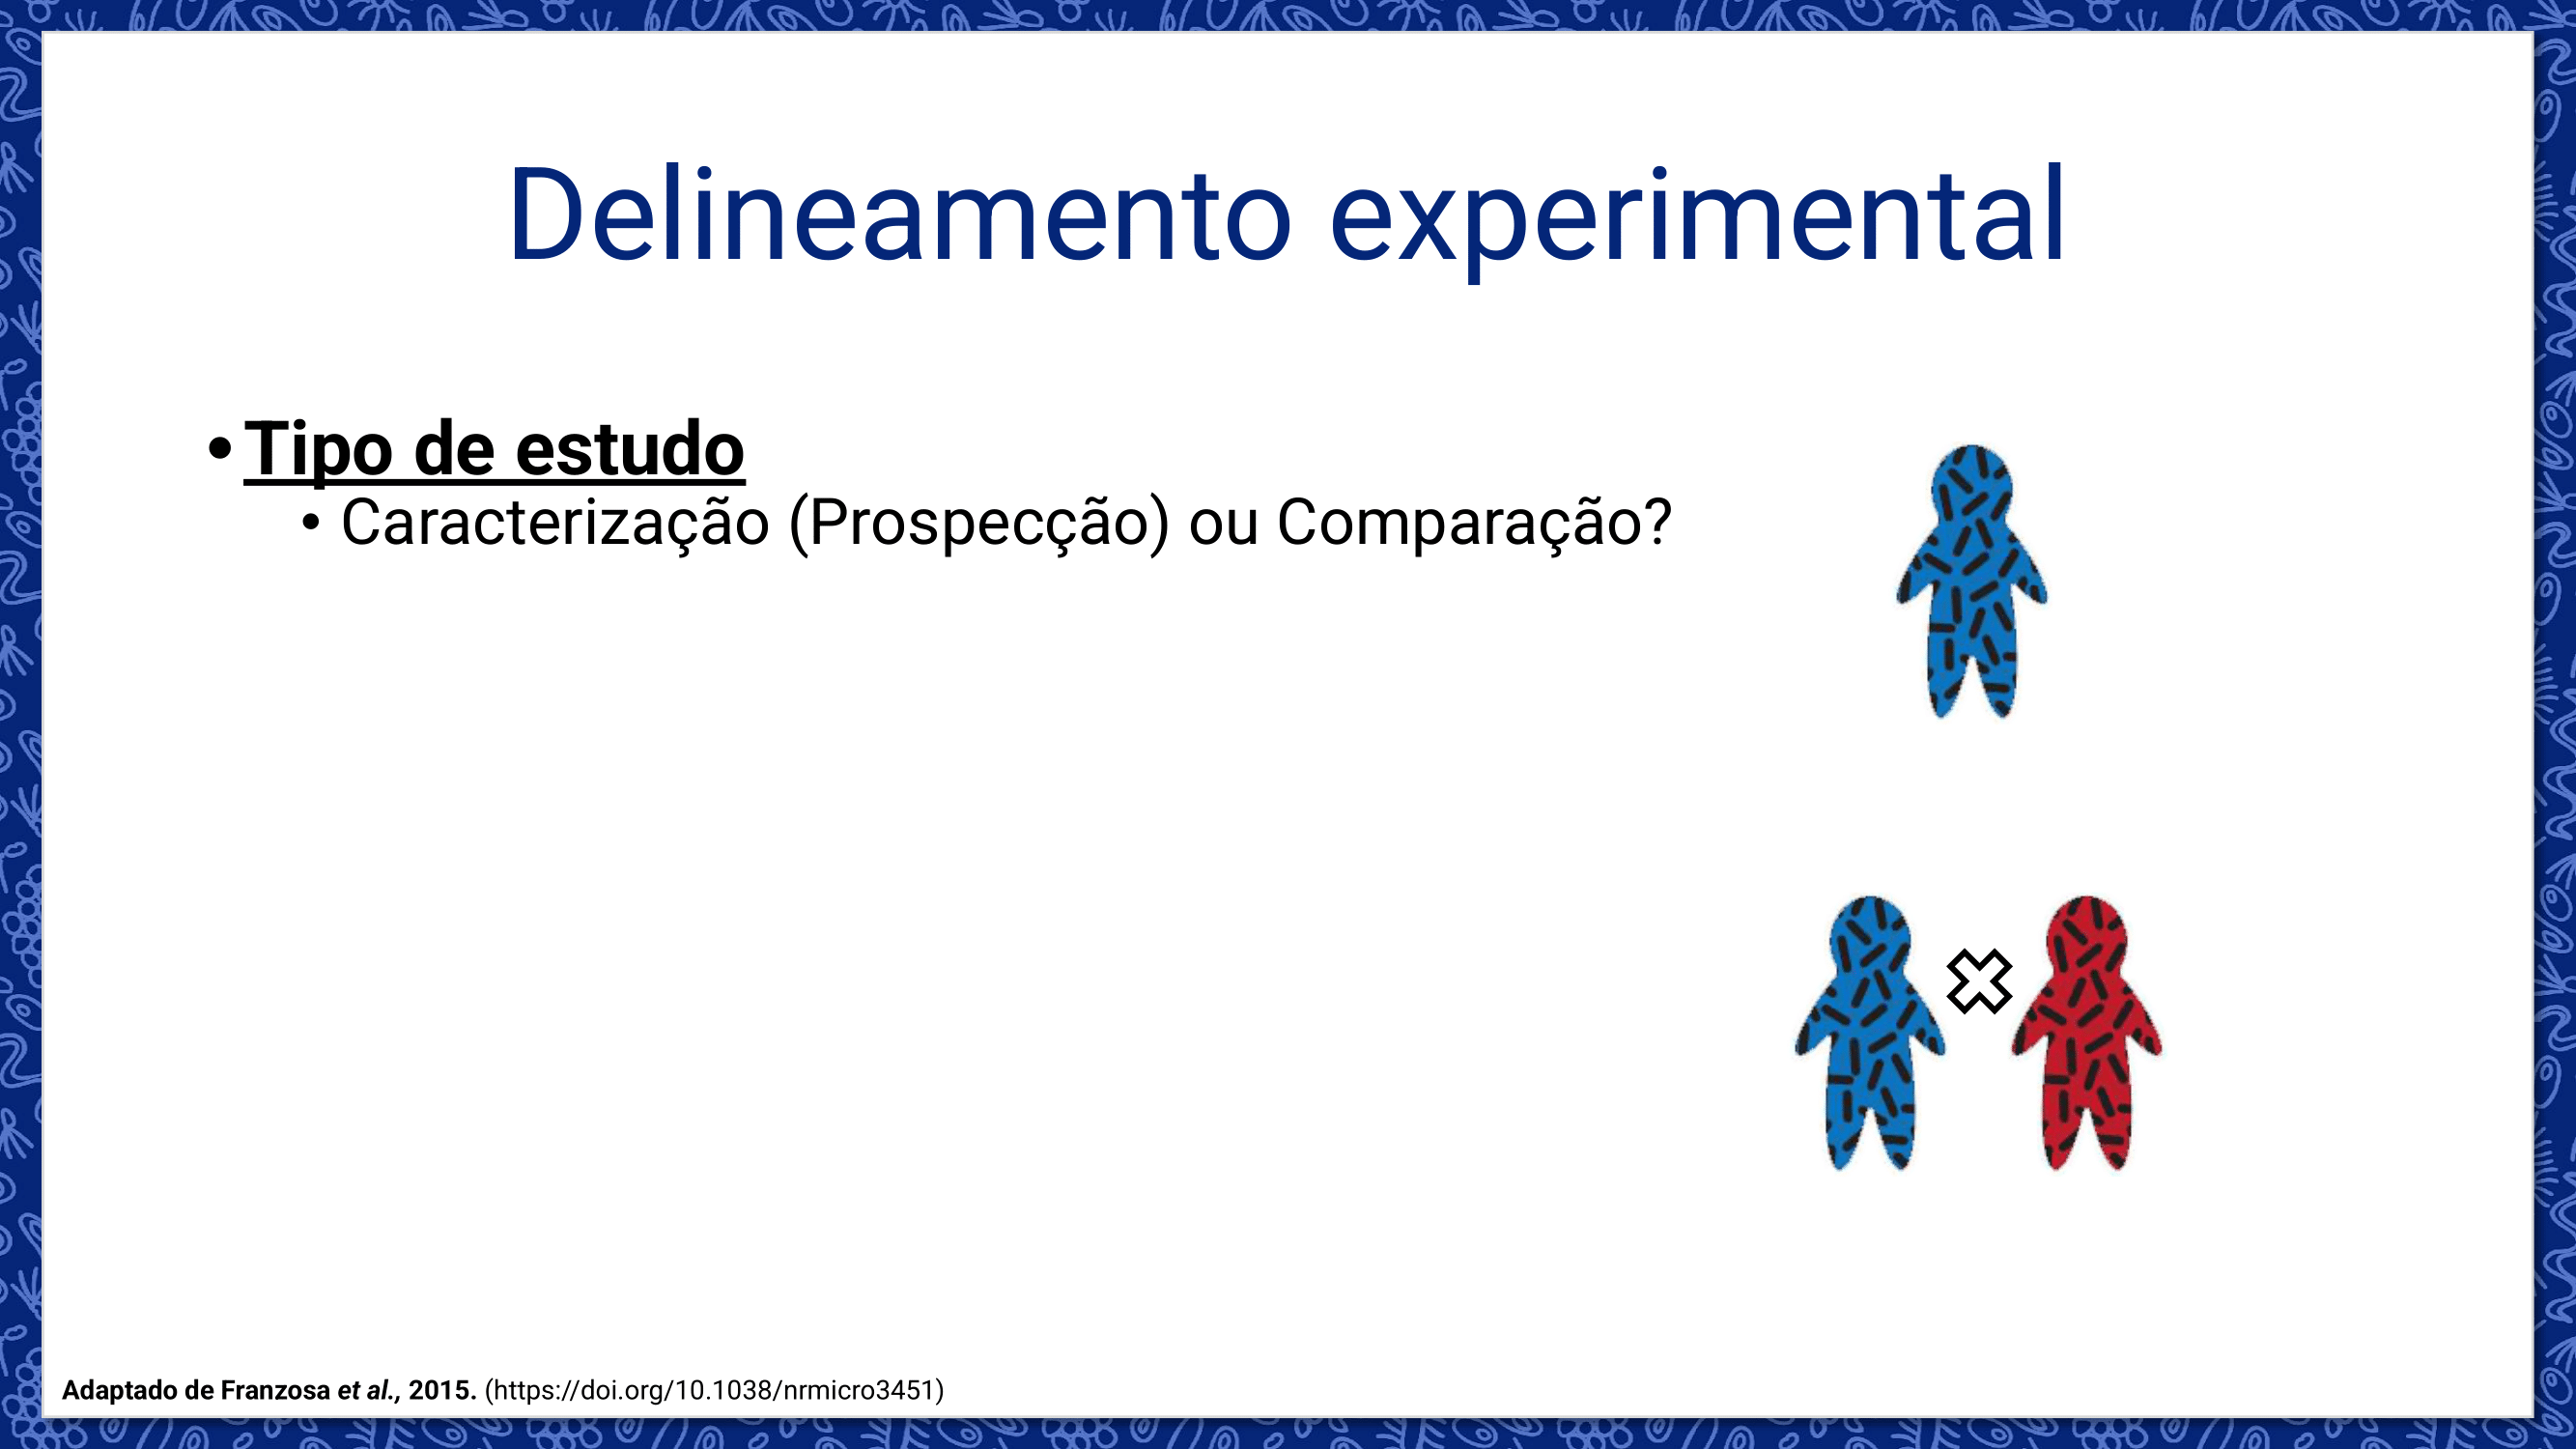 Delineamento experimental
• Tipo de estudo
• Caracterização (Prospecção) ou Comparação?
Adaptado de Franzosa et al., 2015. (https://doi.org/10.1038/nrmicro3451)